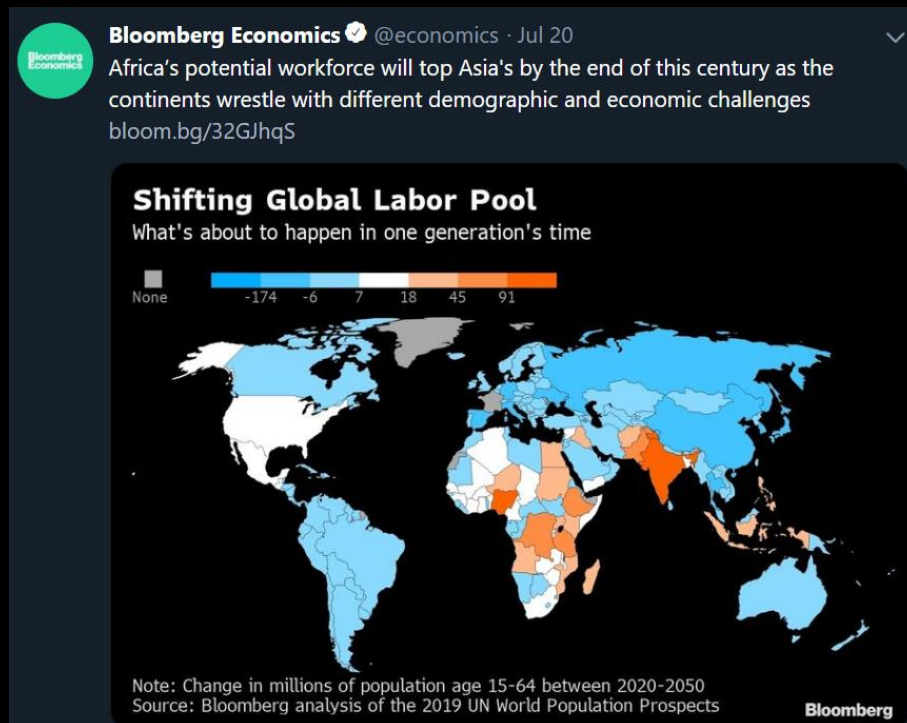 Bloomberg Economics @economics · Jul 20
Bloomberg
Economics
Africa's potential workforce will top Asia's by the end of this century as the
continents wrestle with different demographic and economic challenges
bloom.bg/32GJhqS
Shifting Global Labor Pool
What's about to happen in one generation's time
None -174 -6 7 18 45 91
Note: Change in millions of population age 15-64 between 2020-2050
Source: Bloomberg analysis of the 2019 UN World Population Prospects
Bloomberg